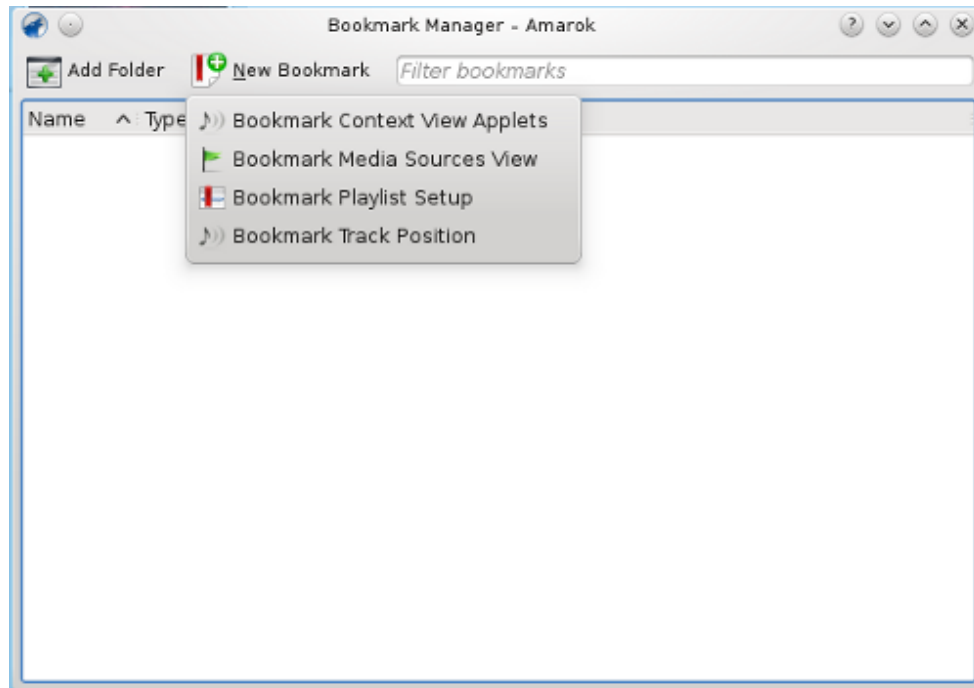 Bookmark Manager – Amarok
Add Folder New Bookmark Filter bookmarks
Name Type
Bookmark Context View Applets
Bookmark Media Sources View
Bookmark Playlist Setup
Bookmark Track Position